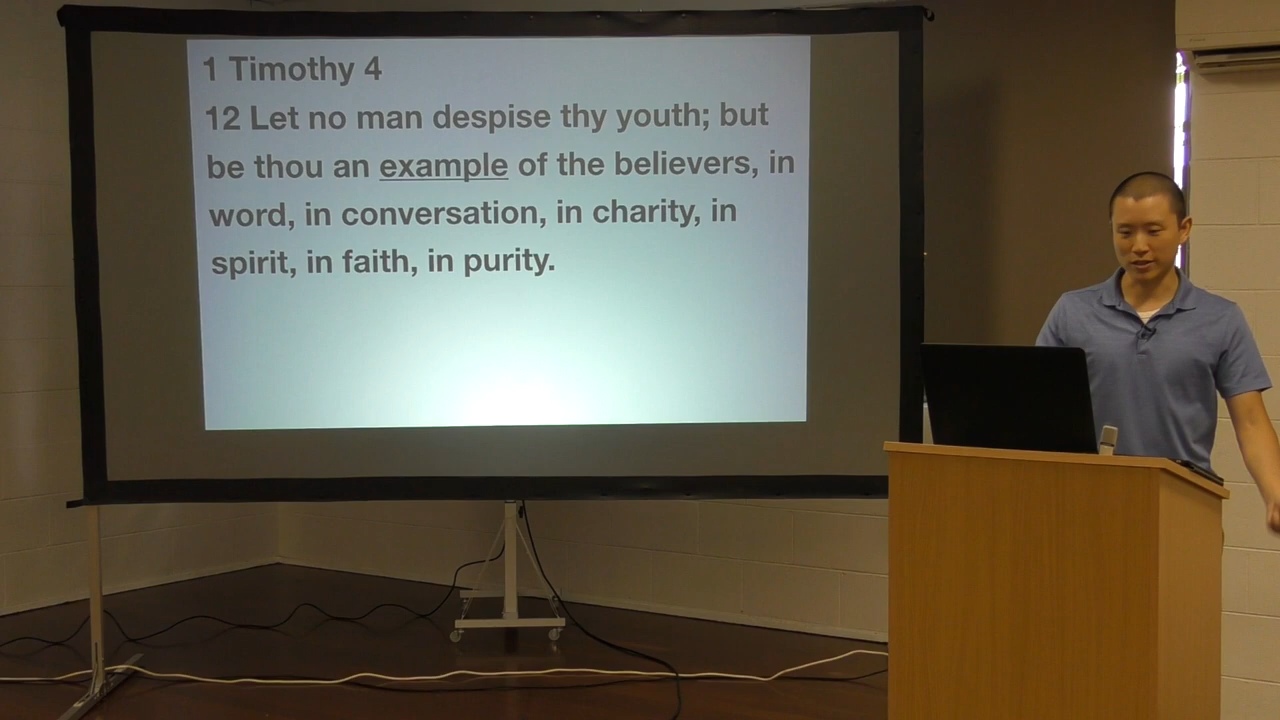 1 Timothy 4
12 Let no man despise thy youth; but
be thou an example of the believers, in
word, in conversation, in charity, in
spirit, in faith, in purity.